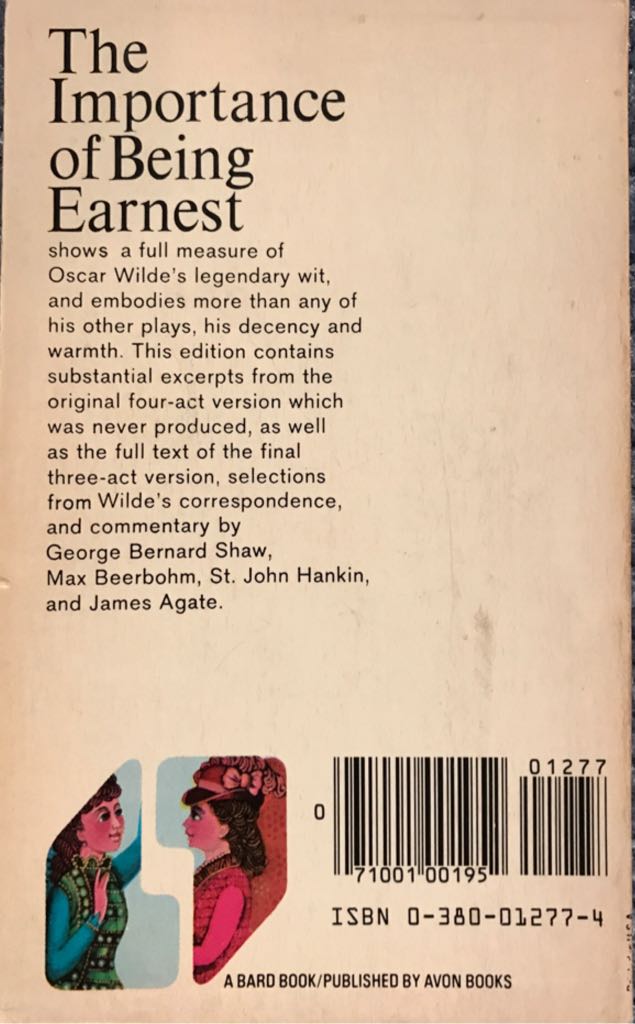 The
Importance
of Being
Earnest
shows a full measure of
Oscar Wilde's legendary wit,
and embodies more than any of
his other plays, his decency and
warmth. This edition contains
substantial excerpts from the
original four-act version which
was never produced, as well
as the full text of the final
three-act version, selections
from Wilde's correspondence,
and commentary by
George Bernard Shaw,
Max Beerbohm, St. John Hankin,
and James Agate.
01277
0
71001 00195
ISBN 0-380-01277-4
A BARD BOOK/PUBLISHED BY AVON BOOKS